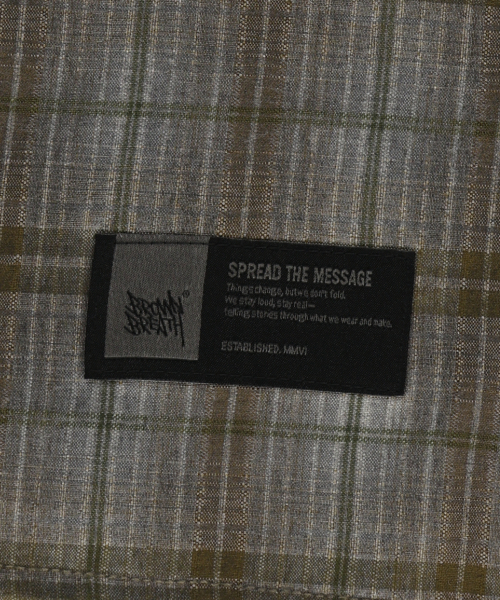 BROWN
BREATH®
SPREAD THE MESSAGE
Things change, but we don't fold.
We stay loud, stay real—
telling stories through what we wear and make.
ESTABLISHED. MMVI